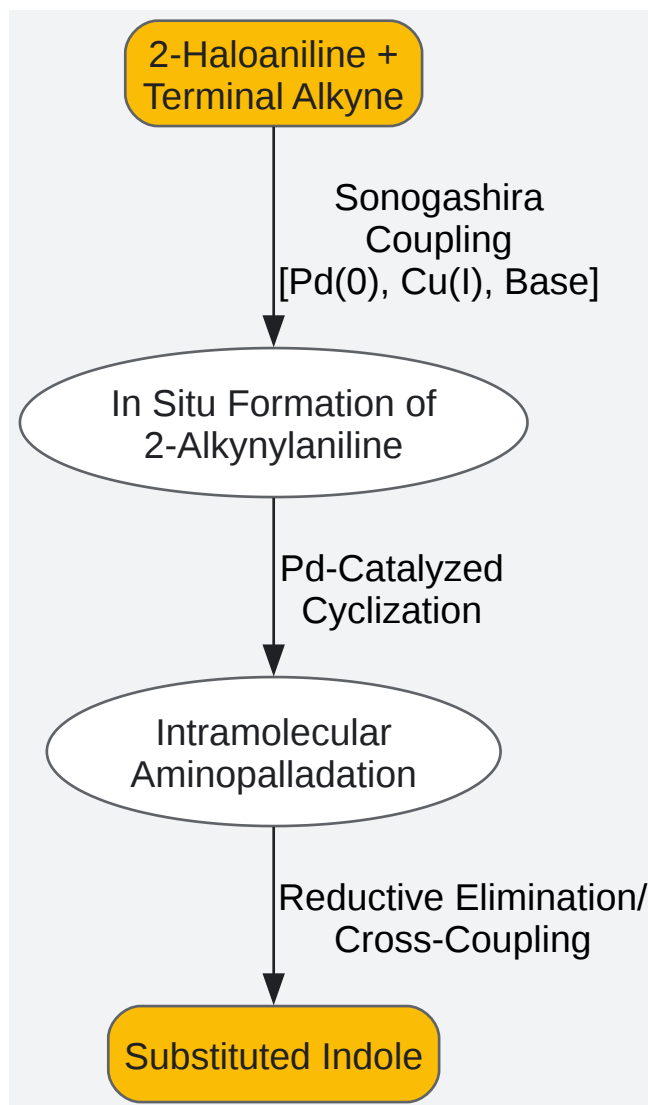 2-Haloaniline +
Terminal Alkyne
Sonogashira
Coupling
[Pd(0), Cu(I), Base]
In Situ Formation of
2-Alkynylaniline
Pd-Catalyzed
Cyclization
Intramolecular
Aminopalladation
Reductive Elimination/
Cross-Coupling
Substituted Indole